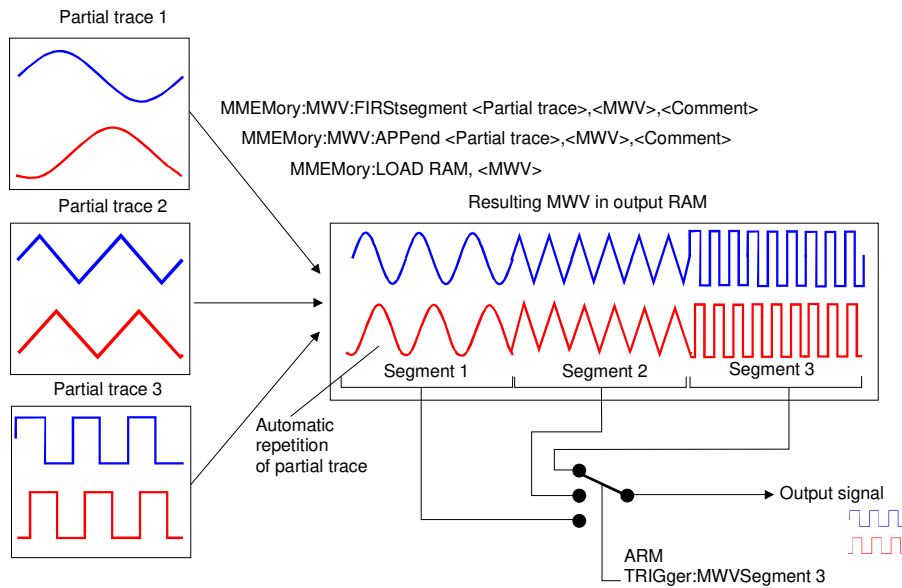 Partial trace 1
MMEMory:MWV:FIRStsegment <Partial trace>,<MWV>,<Comment>
MMEMory:MWV:APPend <Partial trace>,<MWV>,<Comment>
MMEMory:LOAD RAM, <MWV>
Partial trace 2
Resulting MWV in output RAM
Segment 1
Segment 2
Segment 3
Partial trace 3
Automatic
repetition
of partial trace
Output signal
ARM
TRIGger:MWVSegment 3